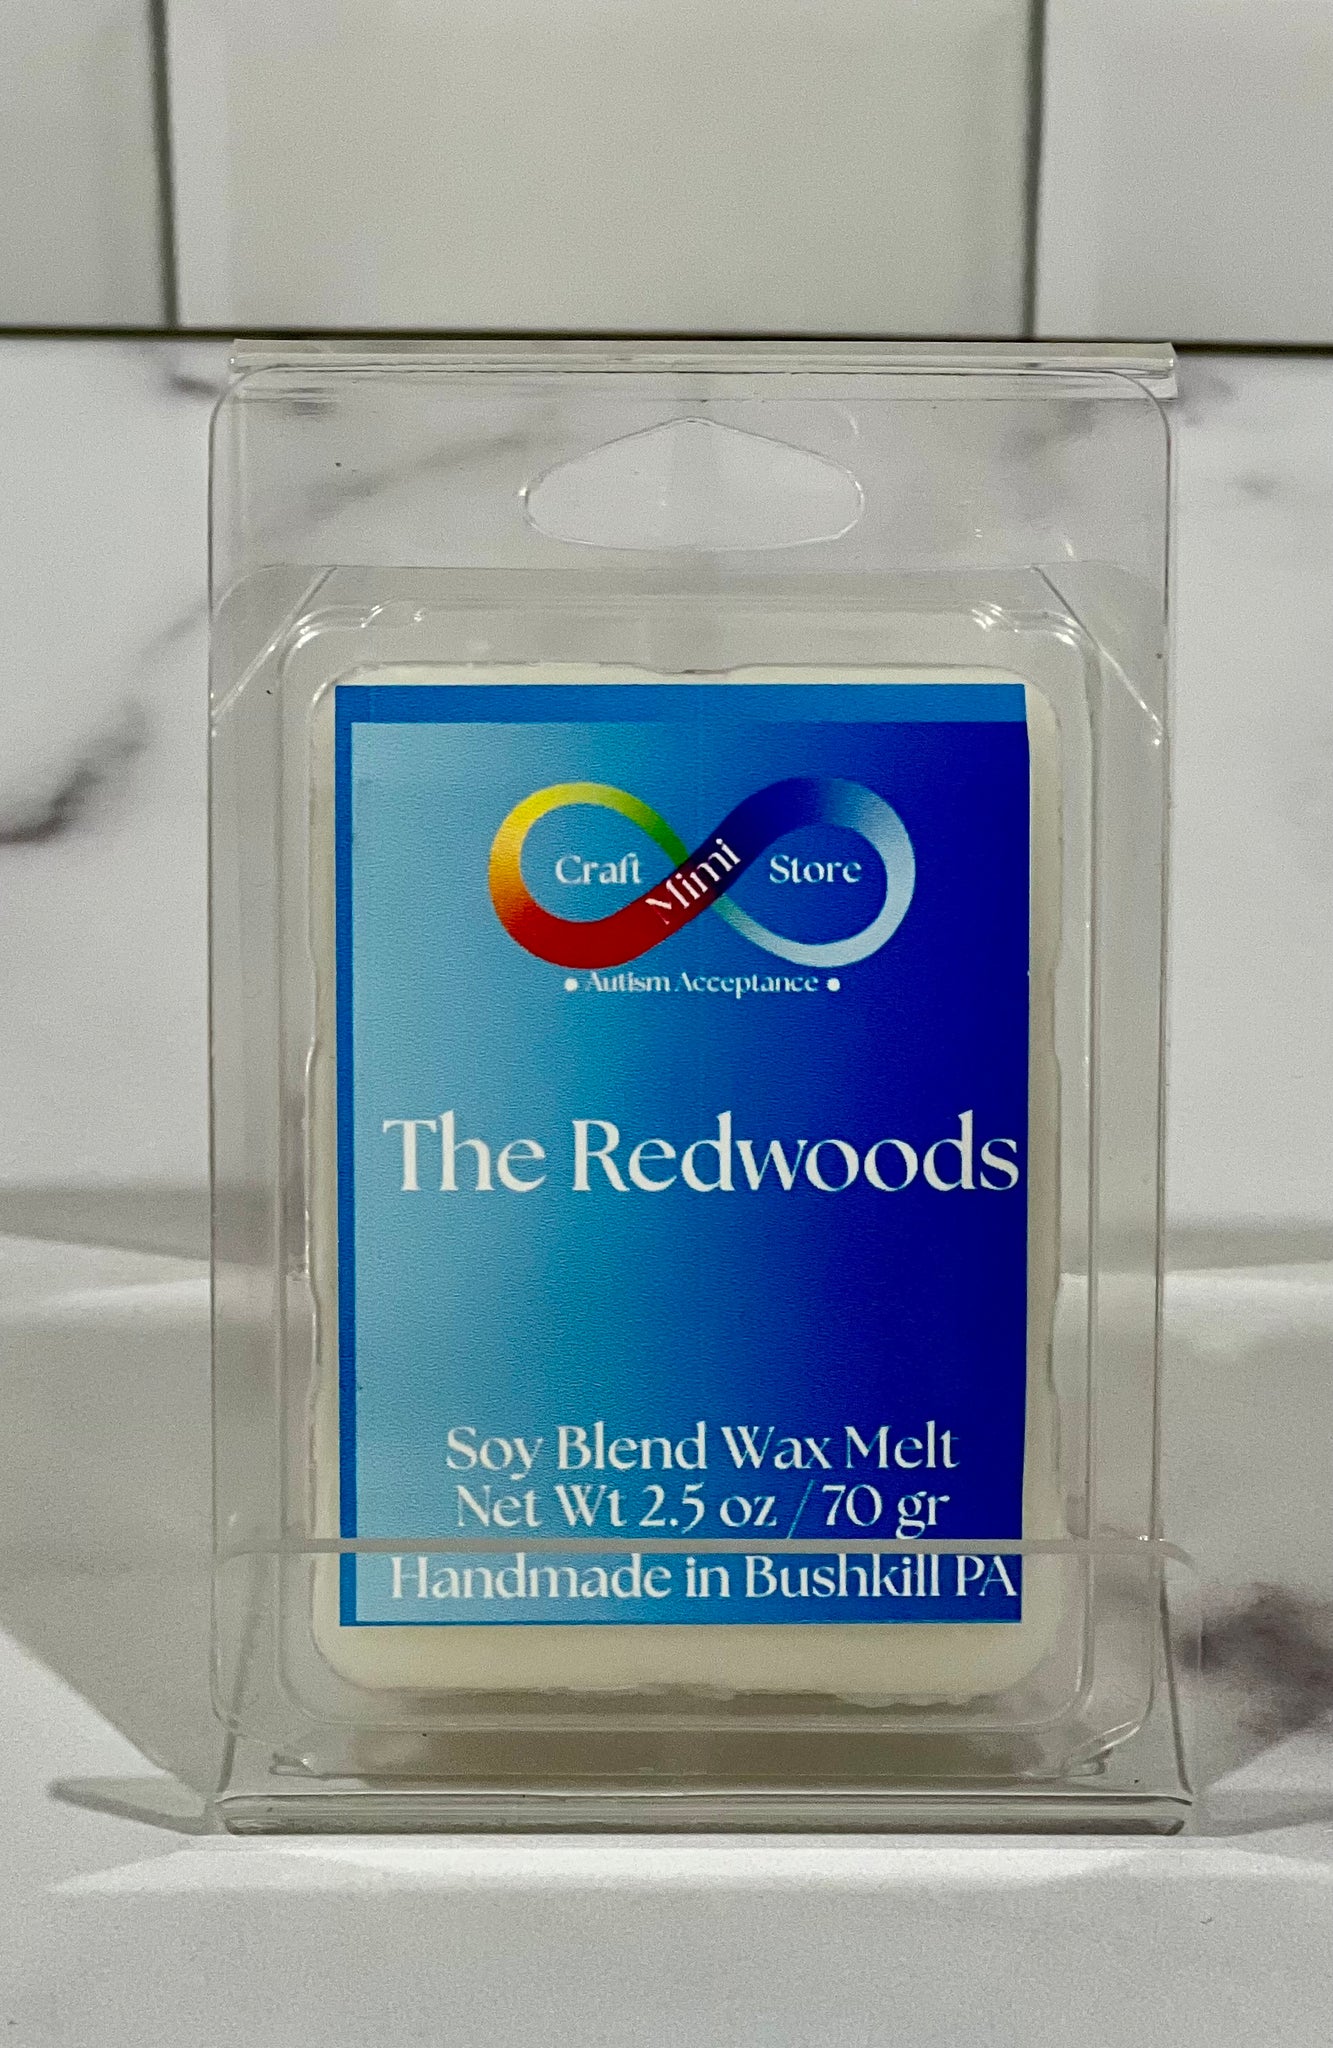 Craft Mimi Store
• Autism Acceptance •
The Redwoods
Soy Blend Wax Melt
Net Wt 2.5 oz / 70 gr
Handmade in Bushkill PA